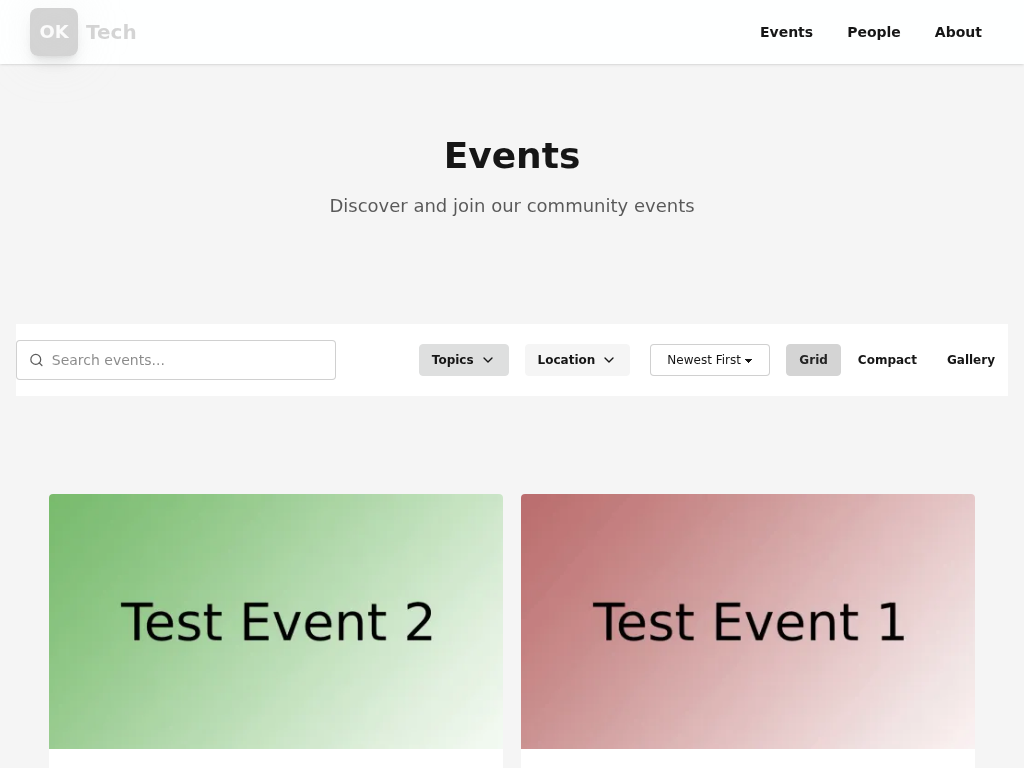 OK Tech
Events People About
Events
Discover and join our community events
Search events...
Topics Location Newest First Grid Compact Gallery
Test Event 2
Test Event 1